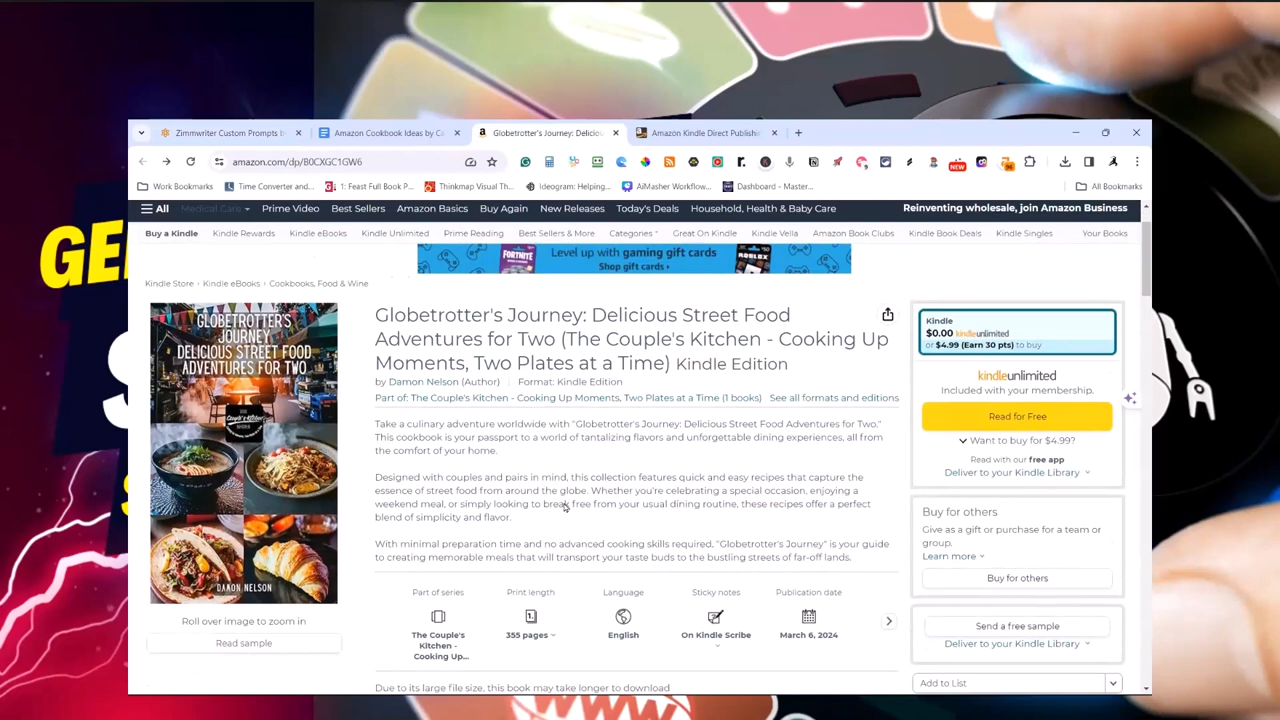 GE
Zimmwriter Custom Prompts b
Amazon Cookbook Ideas by Ca
Globetrotter's Journey: Deliciou
Amazon Kindle Direct Publishe
amazon.com/dp/B0CXGC1GW6
NEW
Work Bookmarks
Time Converter and...
1: Feast Full Book P...
Thinkmap Visual Th...
Ideogram: Helping...
AiMasher Workflow...
Dashboard - Master...
All Bookmarks
All
Medical Care
Prime Video
Best Sellers
Amazon Basics
Buy Again
New Releases
Today's Deals
Household, Health & Baby Care
Reinventing wholesale, join Amazon Business
Buy a Kindle
Kindle Rewards
Kindle eBooks
Kindle Unlimited
Prime Reading
Best Sellers & More
Categories
Great On Kindle
Kindle Vella
Amazon Book Clubs
Kindle Book Deals
Kindle Singles
Your Books
FORTNITE
Level up with gaming gift cards
Shop gift cards ›
ROBLOX
Kindle Store › Kindle eBooks › Cookbooks, Food & Wine
GLOBETROTTER'S
JOURNEY
DELICIOUS STREET FOOD
ADVENTURES FOR TWO
Couple's
Kitchen
DAMON NELSON
Roll over image to zoom in
Read sample
Globetrotter's Journey: Delicious Street Food
Adventures for Two (The Couple's Kitchen - Cooking Up
Moments, Two Plates at a Time) Kindle Edition
by Damon Nelson (Author) | Format: Kindle Edition
Part of: The Couple's Kitchen - Cooking Up Moments, Two Plates at a Time (1 books)
See all formats and editions
Take a culinary adventure worldwide with "Globetrotter's Journey: Delicious Street Food Adventures for Two."
This cookbook is your passport to a world of tantalizing flavors and unforgettable dining experiences, all from
the comfort of your home.
Designed with couples and pairs in mind, this collection features quick and easy recipes that capture the
essence of street food from around the globe. Whether you're celebrating a special occasion, enjoying a
weekend meal, or simply looking to break free from your usual dining routine, these recipes offer a perfect
blend of simplicity and flavor.
With minimal preparation time and no advanced cooking skills required, "Globetrotter's Journey" is your guide
to creating memorable meals that will transport your taste buds to the bustling streets of far-off lands.
Part of series
The Couple's
Kitchen -
Cooking Up...
Print length
355 pages
Language
English
Sticky notes
On Kindle Scribe
Publication date
March 6, 2024
Due to its large file size, this book may take longer to download
Kindle
$0.00 kindleunlimited
or $4.99 (Earn 30 pts) to buy
kindleunlimited
Included with your membership.
Read for Free
Want to buy for $4.99?
Read with our free app
Deliver to your Kindle Library
Buy for others
Give as a gift or purchase for a team or
group.
Learn more
Buy for others
Send a free sample
Deliver to your Kindle Library
Add to List
WWW